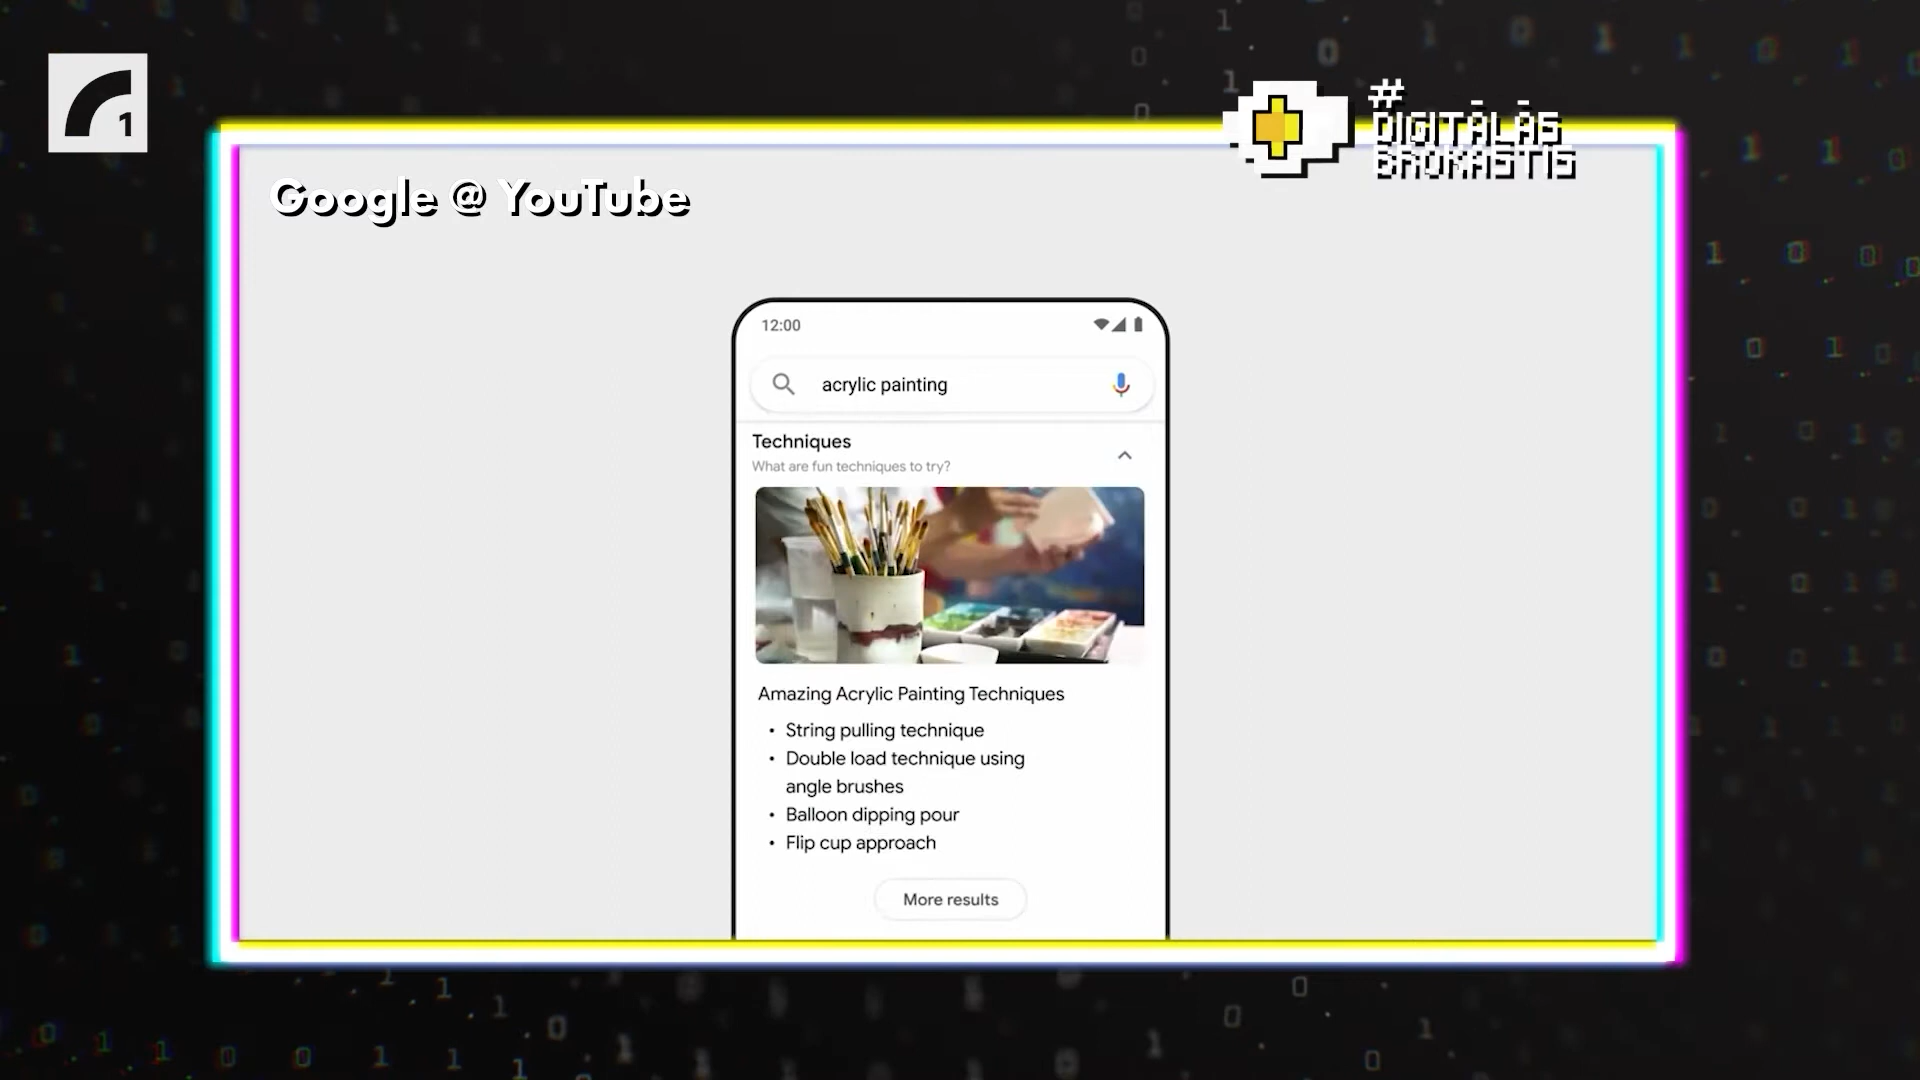 1
#
DIGITĀLĀS
BROKASTIS
Google @ YouTube
12:00
acrylic painting
Techniques
What are fun techniques to try?
Amazing Acrylic Painting Techniques
• String pulling technique
• Double load technique using
angle brushes
• Balloon dipping pour
• Flip cup approach
More results